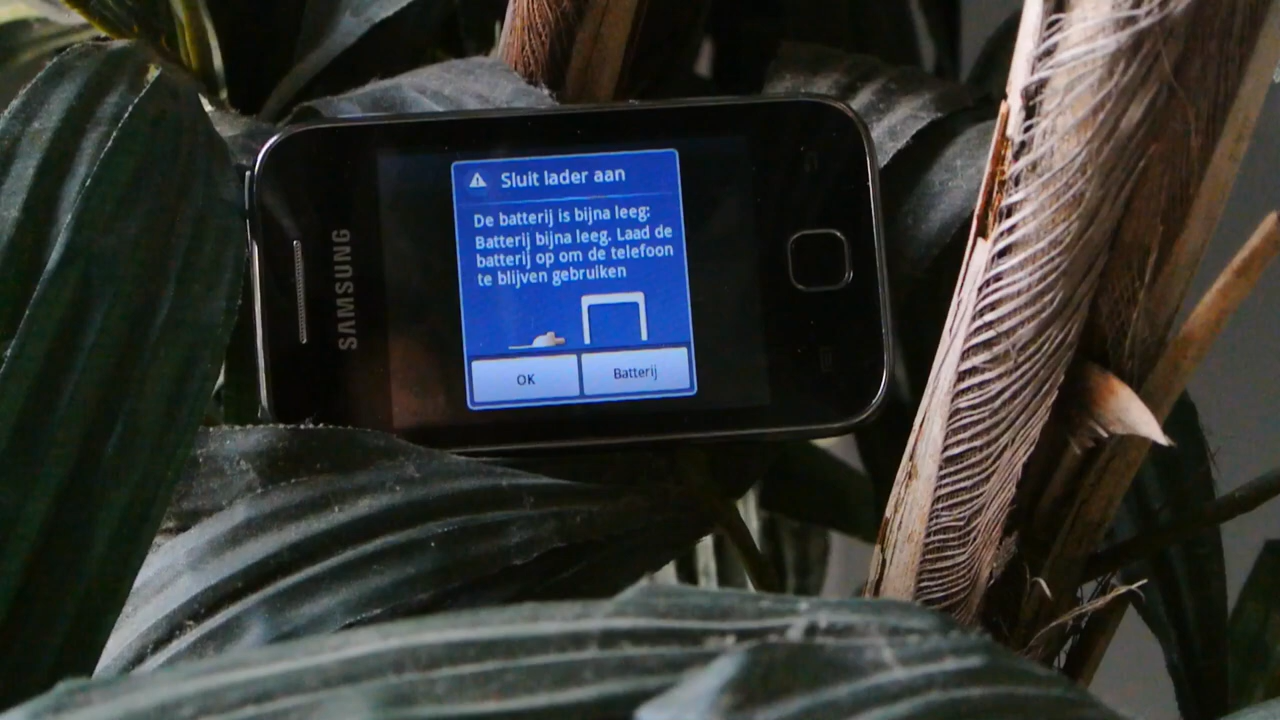 SAMSUNG
Sluit lader aan
De batterij is bijna leeg:
Batterij bijna leeg. Laad de
batterij op om de telefoon
te blijven gebruiken
OK
Batterij